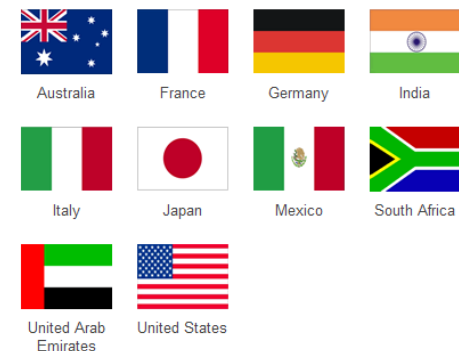 Australia
France
Germany
India
Italy
Japan
Mexico
South Africa
United Arab
Emirates
United States